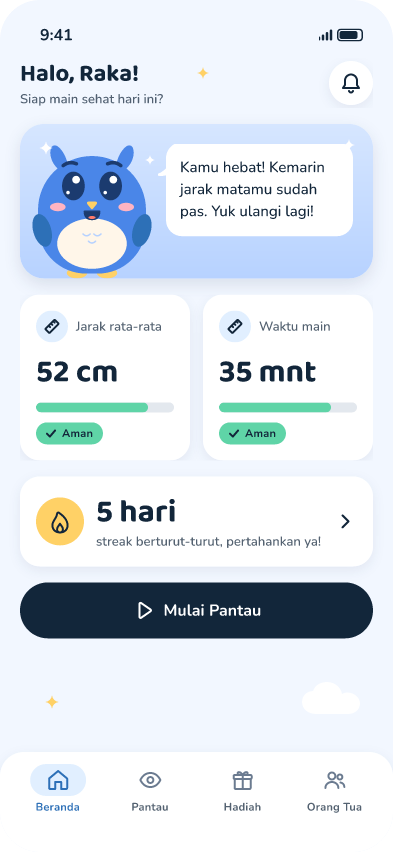 9:41
Halo, Raka!
Siap main sehat hari ini?
Kamu hebat! Kemarin
jarak matamu sudah
pas. Yuk ulangi lagi!
Jarak rata-rata
52 cm
Aman
Waktu main
35 mnt
Aman
5 hari
streak berturut-turut, pertahankan ya!
Mulai Pantau
Beranda
Pantau
Hadiah
Orang Tua